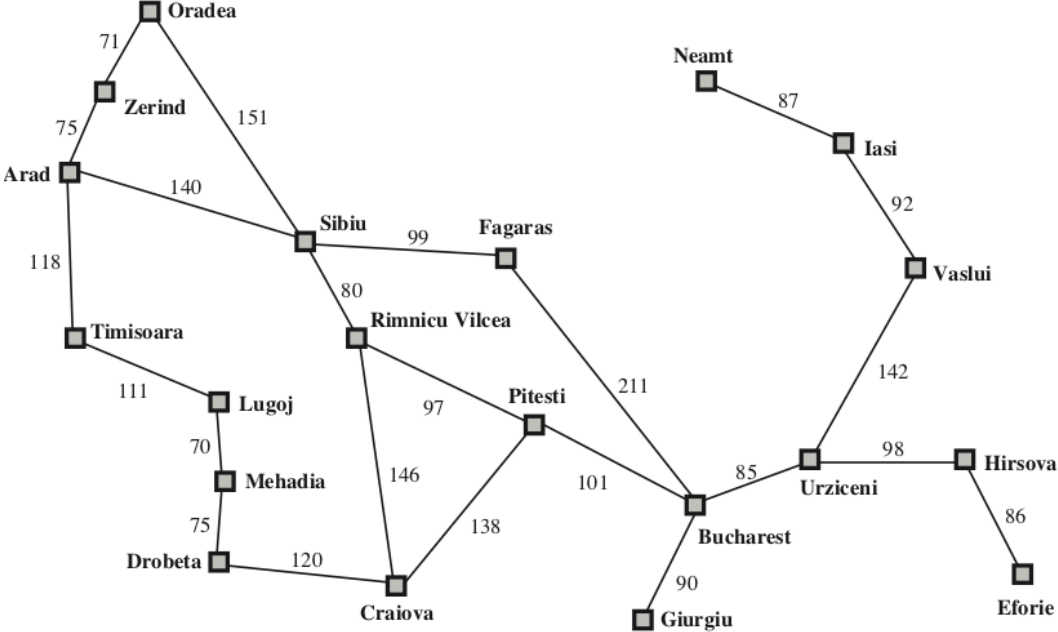 Oradea
71
Neamt
Zerind
87
151
75
Iasi
Arad
140
92
Sibiu
Fagaras
99
118
Vaslui
80
Timisoara
Rimnicu Vilcea
142
111
211
Lugoj
Pitesti
97
70
98
85
Hirsova
Mehadia
146
101
Urziceni
86
75
138
Bucharest
Drobeta
120
90
Craiova
Giurgiu
Eforie